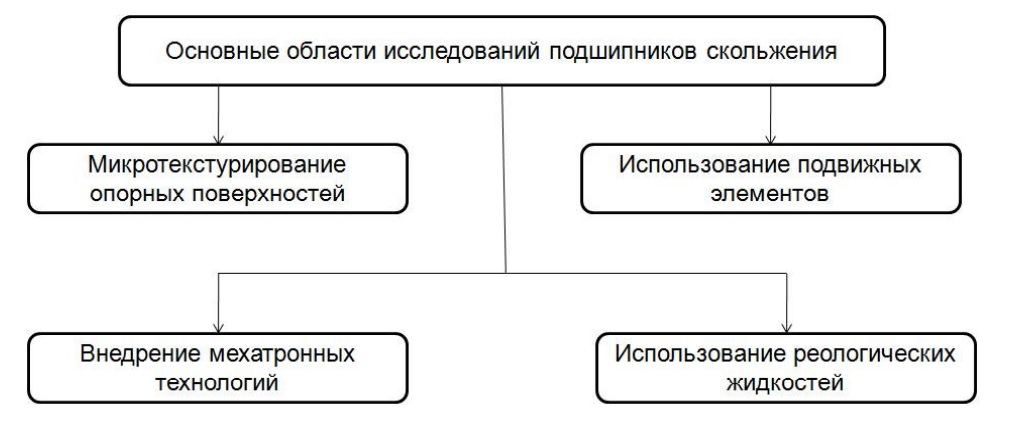 Основные области исследований подшипников скольжения
Микротекстурирование
опорных поверхностей
Использование подвижных
элементов
Внедрение мехатронных
технологий
Использование реологических
жидкостей